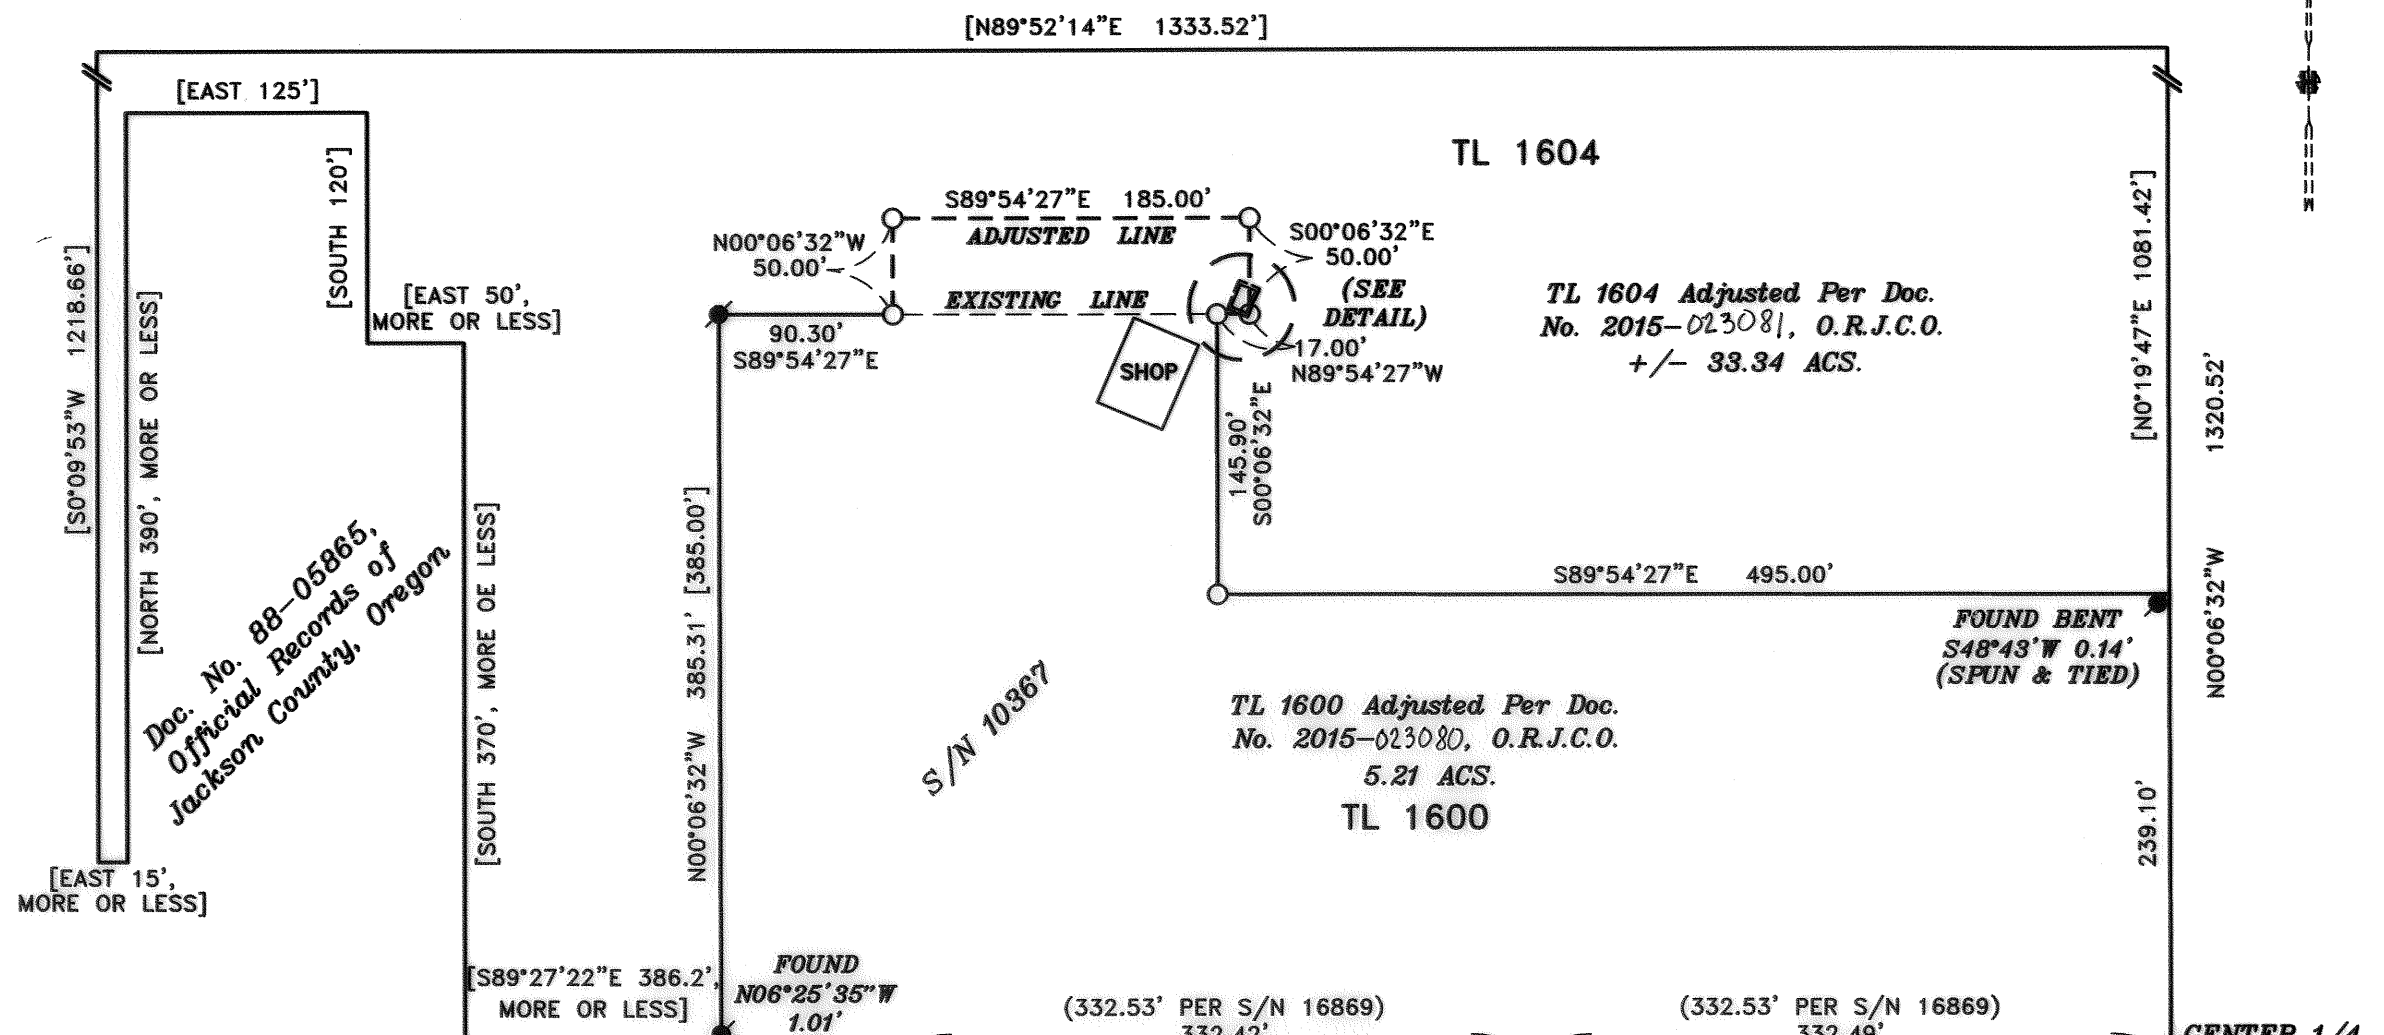 [N89°52'14"E 1333.52']
[EAST 125']
TL 1604
[SOUTH 120']
S89°54'27"E 185.00'
ADJUSTED LINE
N00°06'32"W
50.00'
S00°06'32"E
50.00'
(SEE
DETAIL)
[EAST 50',
MORE OR LESS]
EXISTING LINE
90.30'
S89°54'27"E
SHOP
17.00'
N89°54'27"W
TL 1604 Adjusted Per Doc.
No. 2015-023081, O.R.J.C.O.
+/- 33.34 ACS.
[N0°19'47"E 1081.42']
1320.52'
N00°06'32"W
[S0°09'53"W 1218.66']
[NORTH 390', MORE OR LESS]
145.90'
S00°06'32"E
Doc. No. 88-05865,
Official Records of
Jackson County, Oregon
[SOUTH 370', MORE OE LESS]
N00°06'32"W 385.31' [385.00']
S89°54'27"E 495.00'
FOUND BENT
S48°43'W 0.14'
(SPUN & TIED)
S/N 10367
TL 1600 Adjusted Per Doc.
No. 2015-023080, O.R.J.C.O.
5.21 ACS.
TL 1600
239.10'
[EAST 15',
MORE OR LESS]
[S89°27'22"E 386.2',
MORE OR LESS]
FOUND
N06°25'35"W
1.01'
(332.53' PER S/N 16869)
332.42'
(332.53' PER S/N 16869)
332.49'
CENTER 1/4